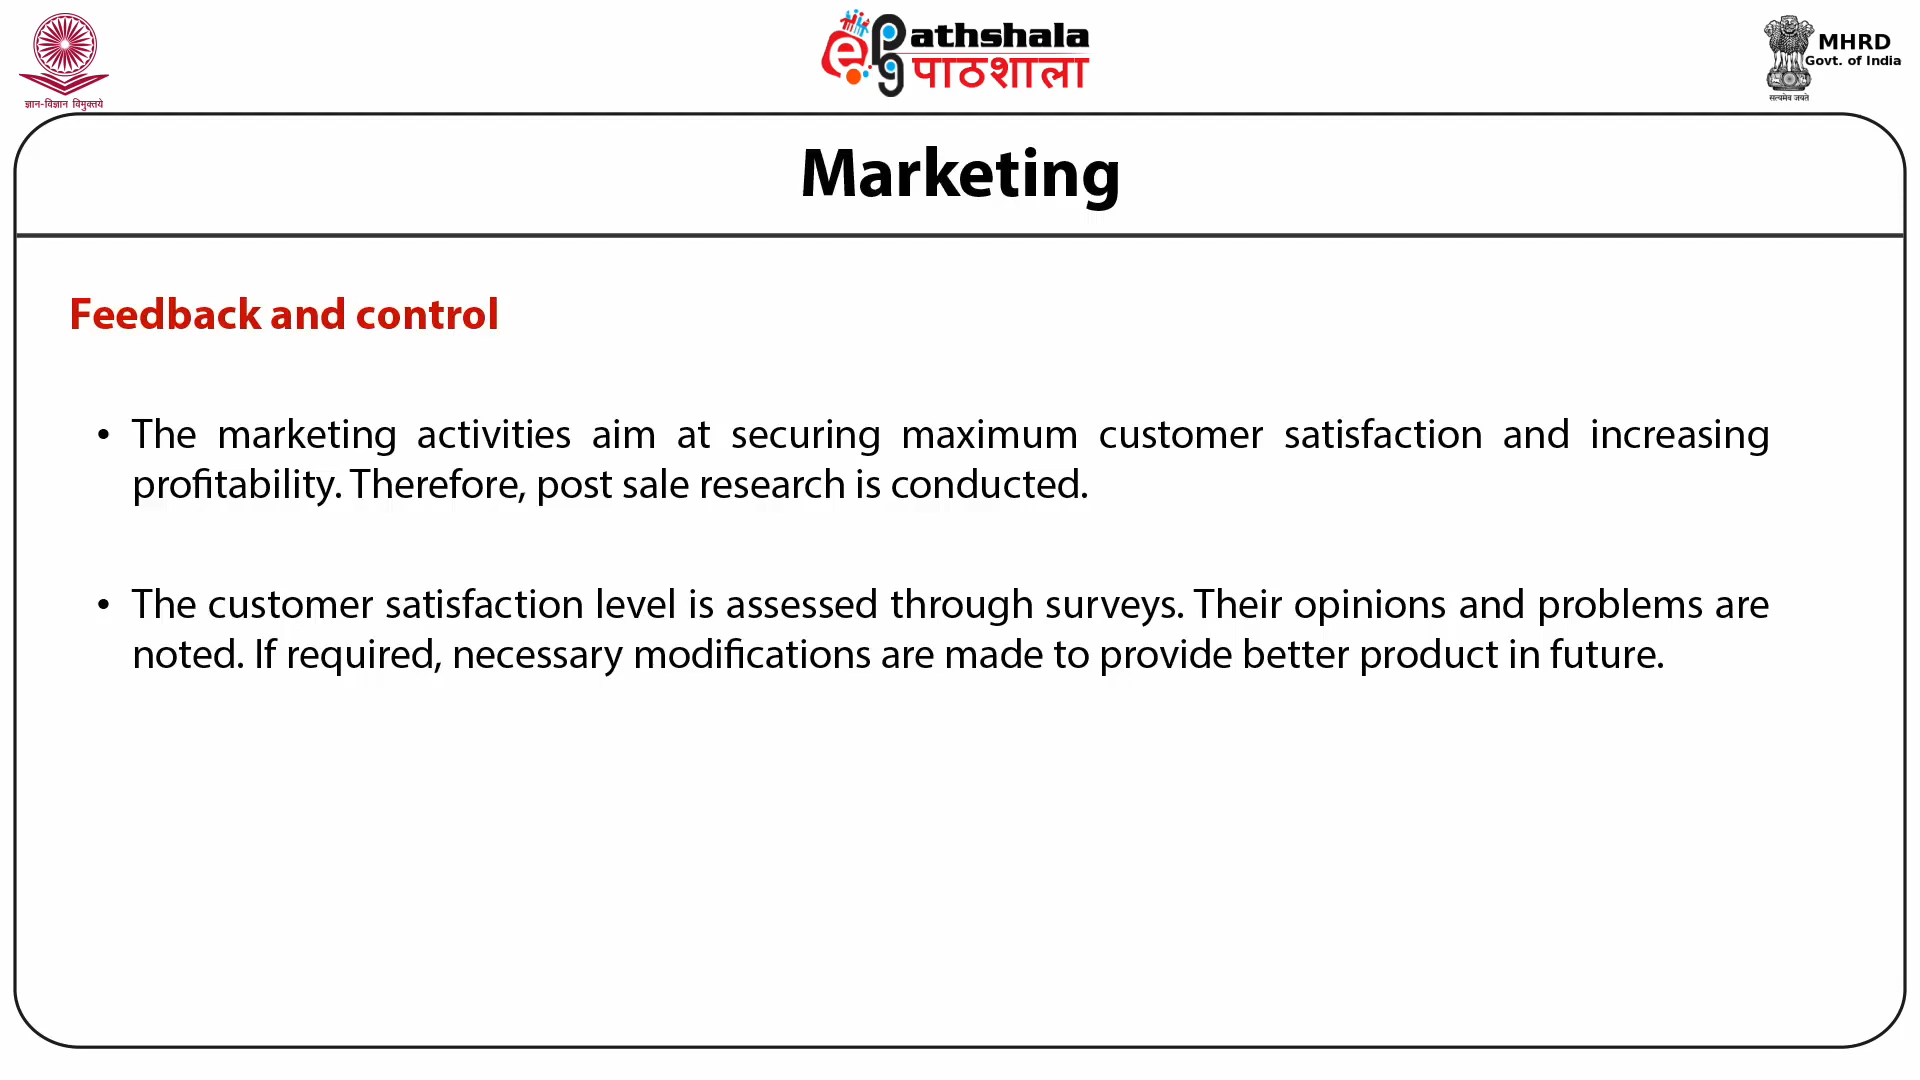 ज्ञान-विज्ञान विमुक्तये
e Pg athshala
पाठशाला
MHRD
Govt. of India
सत्यमेव जयते
Marketing
Feedback and control
• The marketing activities aim at securing maximum customer satisfaction and increasing
profitability. Therefore, post sale research is conducted.
• The customer satisfaction level is assessed through surveys. Their opinions and problems are
noted. If required, necessary modifications are made to provide better product in future.